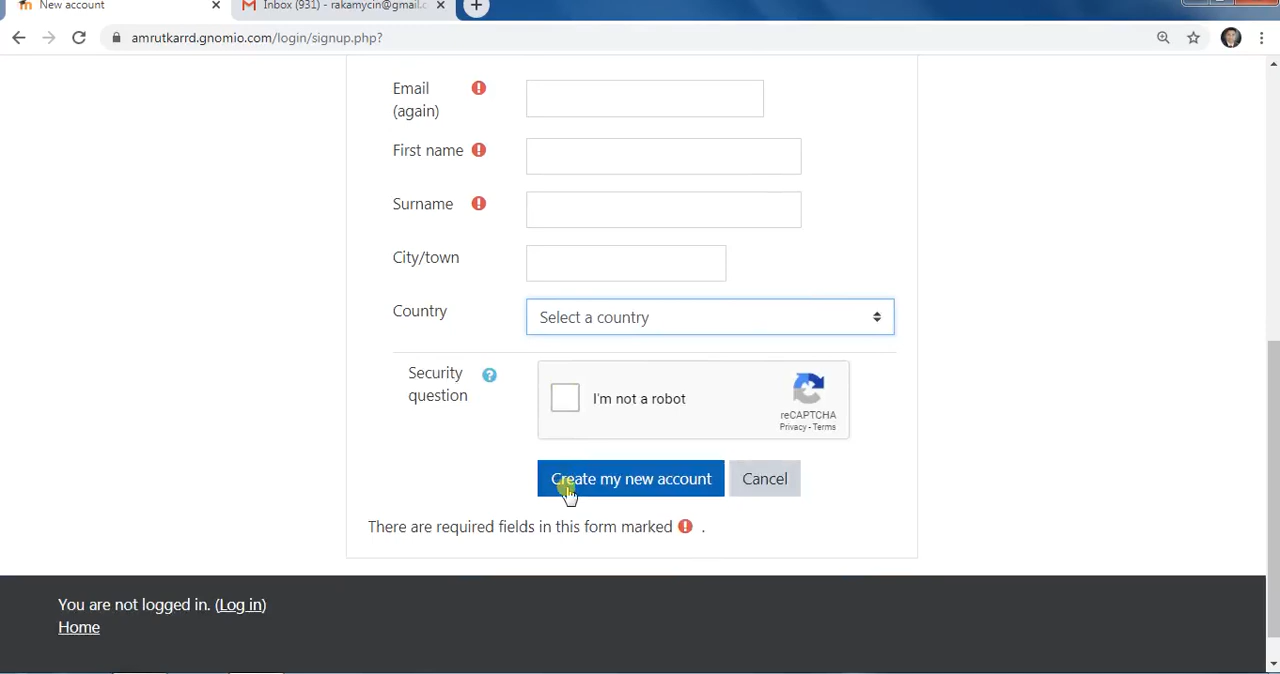 New account
Inbox (931) - rakamycin@gmail.c
amrutkarrd.gnomio.com/login/signup.php?
Email
(again)
First name
Surname
City/town
Country
Select a country
Security
question
I'm not a robot
reCAPTCHA
Privacy - Terms
Create my new account
Cancel
There are required fields in this form marked .
You are not logged in. (Log in)
Home